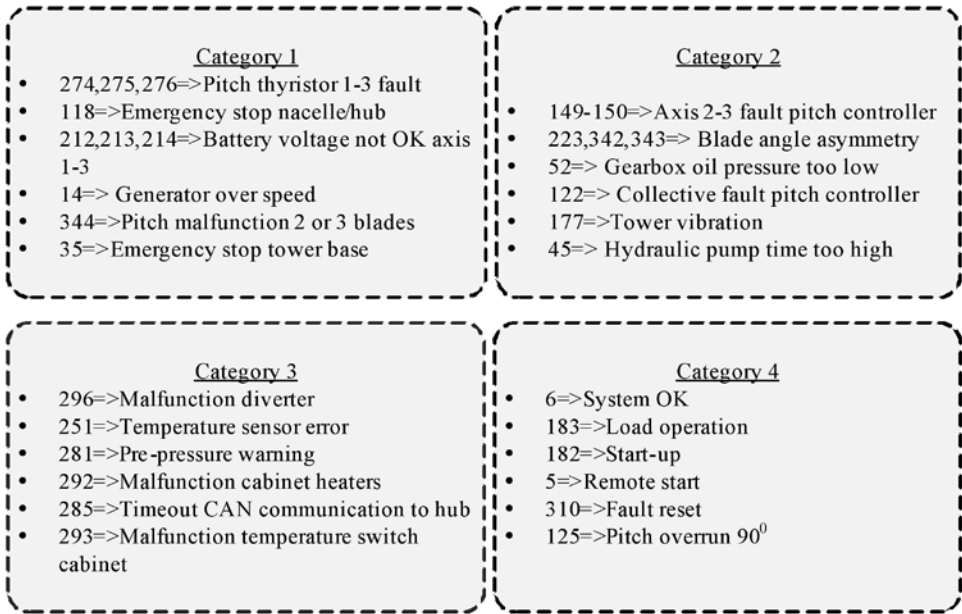 Category 1
• 274,275,276=>Pitch thyristor 1-3 fault
• 118=>Emergency stop nacelle/hub
• 212,213,214=>Battery voltage not OK axis
1-3
• 14=> Generator over speed
• 344=>Pitch malfunction 2 or 3 blades
• 35=>Emergency stop tower base
Category 2
• 149-150=>Axis 2-3 fault pitch controller
• 223,342,343=> Blade angle asymmetry
• 52=> Gearbox oil pressure too low
• 122=> Collective fault pitch controller
• 177=>Tower vibration
• 45=> Hydraulic pump time too high
Category 3
• 296=>Malfunction diverter
• 251=>Temperature sensor error
• 281=>Pre-pressure warning
• 292=>Malfunction cabinet heaters
• 285=>Timeout CAN communication to hub
• 293=>Malfunction temperature switch
cabinet
Category 4
• 6=>System OK
• 183=>Load operation
• 182=>Start-up
• 5=>Remote start
• 310=>Fault reset
• 125=>Pitch overrun 90⁰